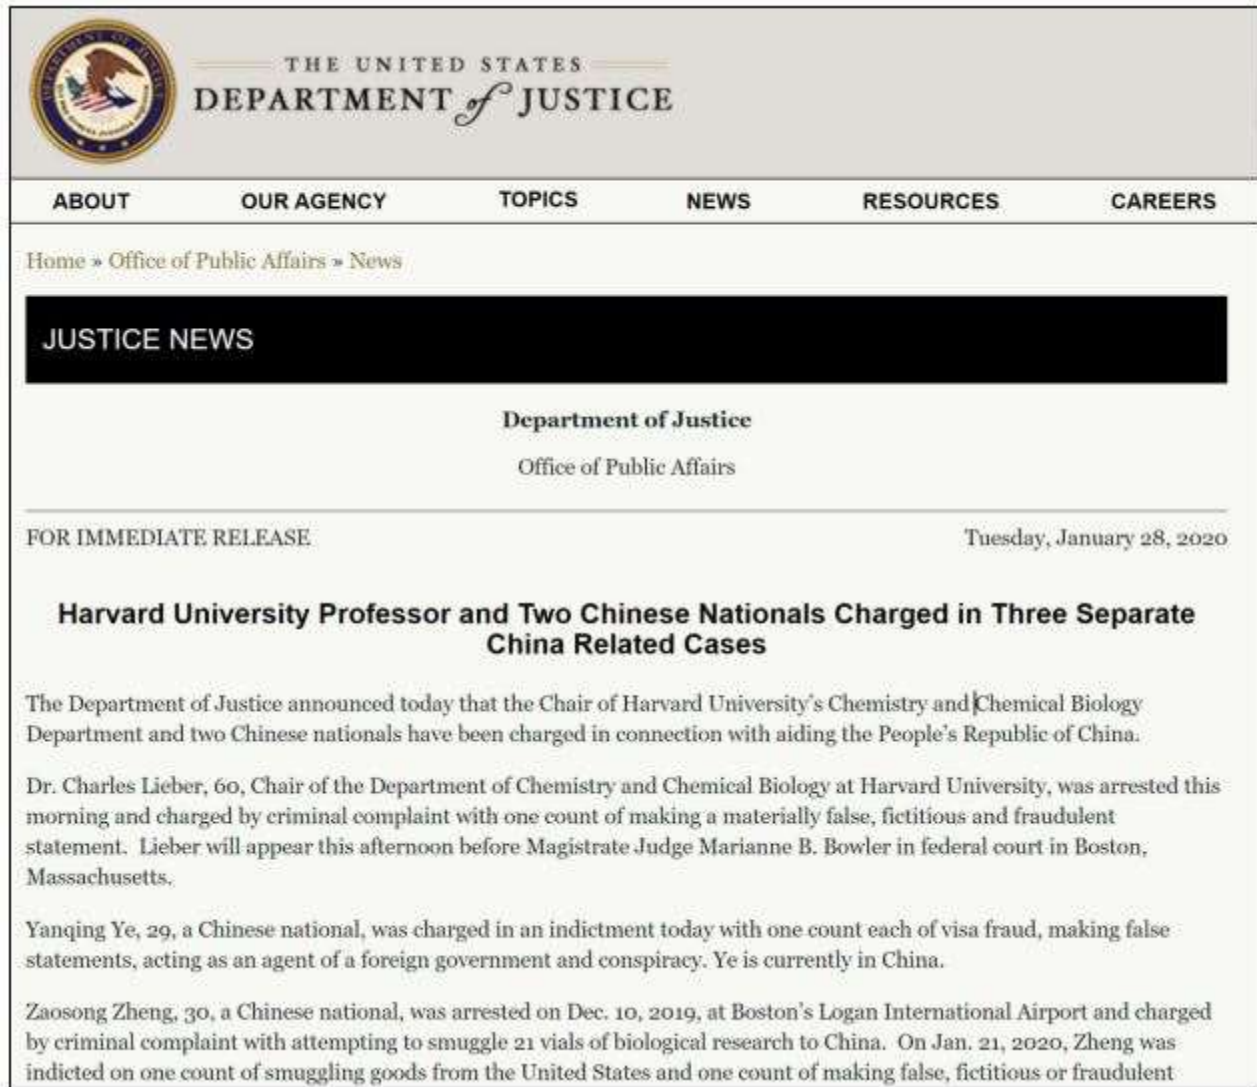 THE UNITED STATES
DEPARTMENT of JUSTICE
ABOUT OUR AGENCY TOPICS NEWS RESOURCES CAREERS
Home » Office of Public Affairs » News
JUSTICE NEWS
Department of Justice
Office of Public Affairs
FOR IMMEDIATE RELEASE Tuesday, January 28, 2020
Harvard University Professor and Two Chinese Nationals Charged in Three Separate
China Related Cases
The Department of Justice announced today that the Chair of Harvard University’s Chemistry and Chemical Biology
Department and two Chinese nationals have been charged in connection with aiding the People’s Republic of China.
Dr. Charles Lieber, 60, Chair of the Department of Chemistry and Chemical Biology at Harvard University, was arrested this
morning and charged by criminal complaint with one count of making a materially false, fictitious and fraudulent
statement.  Lieber will appear this afternoon before Magistrate Judge Marianne B. Bowler in federal court in Boston,
Massachusetts.
Yanqing Ye, 29, a Chinese national, was charged in an indictment today with one count each of visa fraud, making false
statements, acting as an agent of a foreign government and conspiracy. Ye is currently in China.
Zaosong Zheng, 30, a Chinese national, was arrested on Dec. 10, 2019, at Boston’s Logan International Airport and charged
by criminal complaint with attempting to smuggle 21 vials of biological research to China.  On Jan. 21, 2020, Zheng was
indicted on one count of smuggling goods from the United States and one count of making false, fictitious or fraudulent